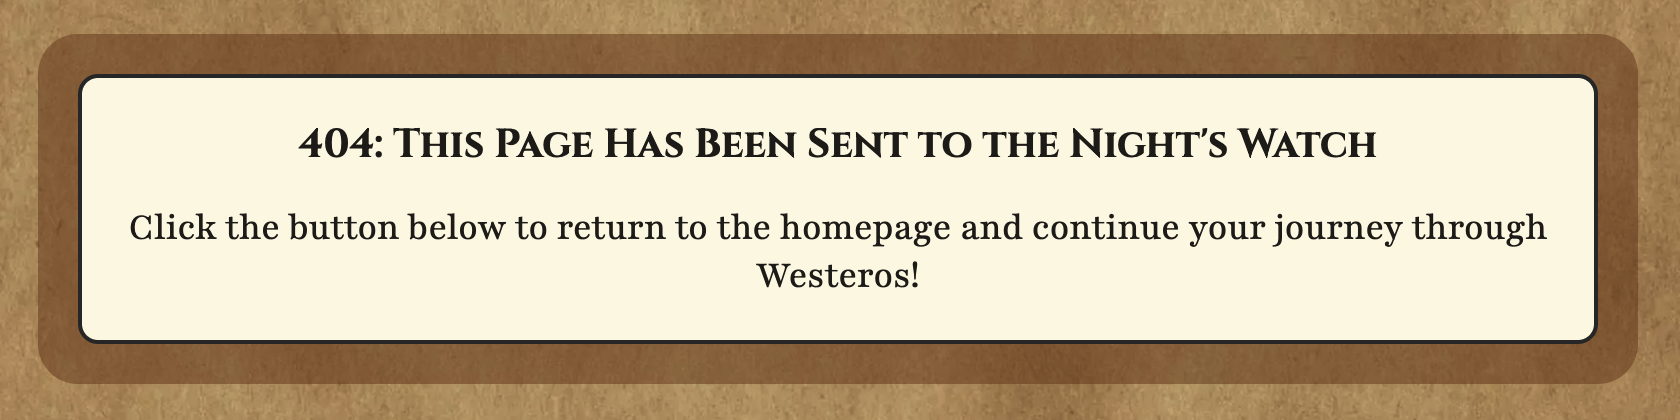 404: This Page Has Been Sent to the Night's Watch
Click the button below to return to the homepage and continue your journey through
Westeros!